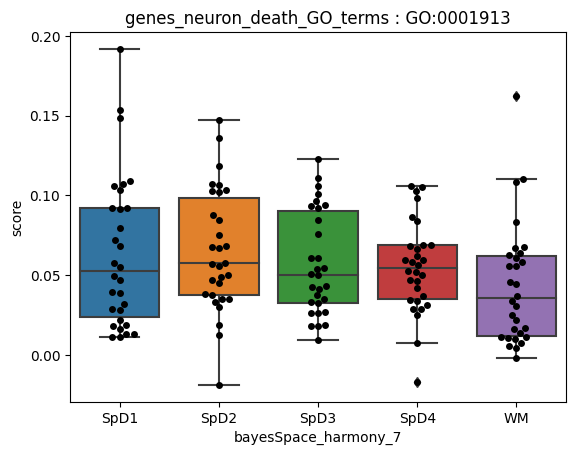 genes_neuron_death_GO_terms : GO:0001913
score
0.20
0.15
0.10
0.05
0.00
SpD1 SpD2 SpD3 SpD4 WM
bayesSpace_harmony_7